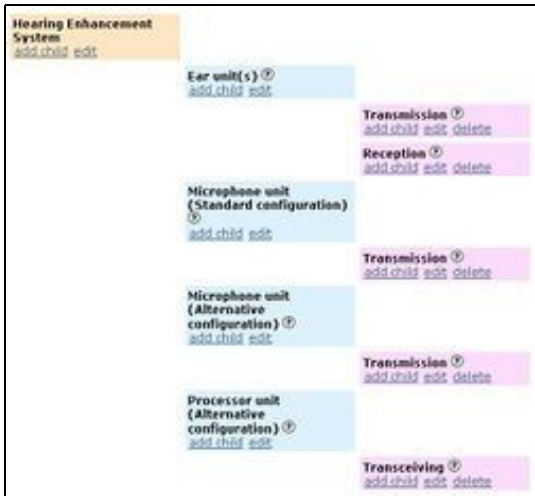 Hearing Enhancement
System
add child edit
Ear unit(s) ?
add child edit
Transmission ?
add child edit delete
Reception ?
add child edit delete
Microphone unit
(Standard configuration)
?
add child edit
Transmission ?
add child edit delete
Microphone unit
(Alternative
configuration) ?
add child edit
Transmission ?
add child edit delete
Processor unit
(Alternative
configuration) ?
add child edit
Transceiving ?
add child edit delete